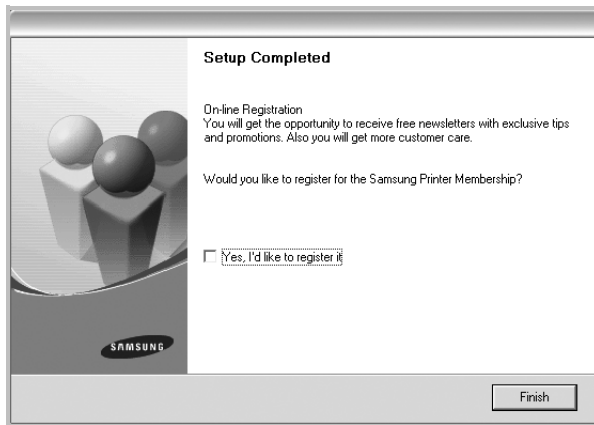 Setup Completed
On-line Registration
You will get the opportunity to receive free newsletters with exclusive tips
and promotions. Also you will get more customer care.
Would you like to register for the Samsung Printer Membership?
Yes, I'd like to register it
SAMSUNG
Finish